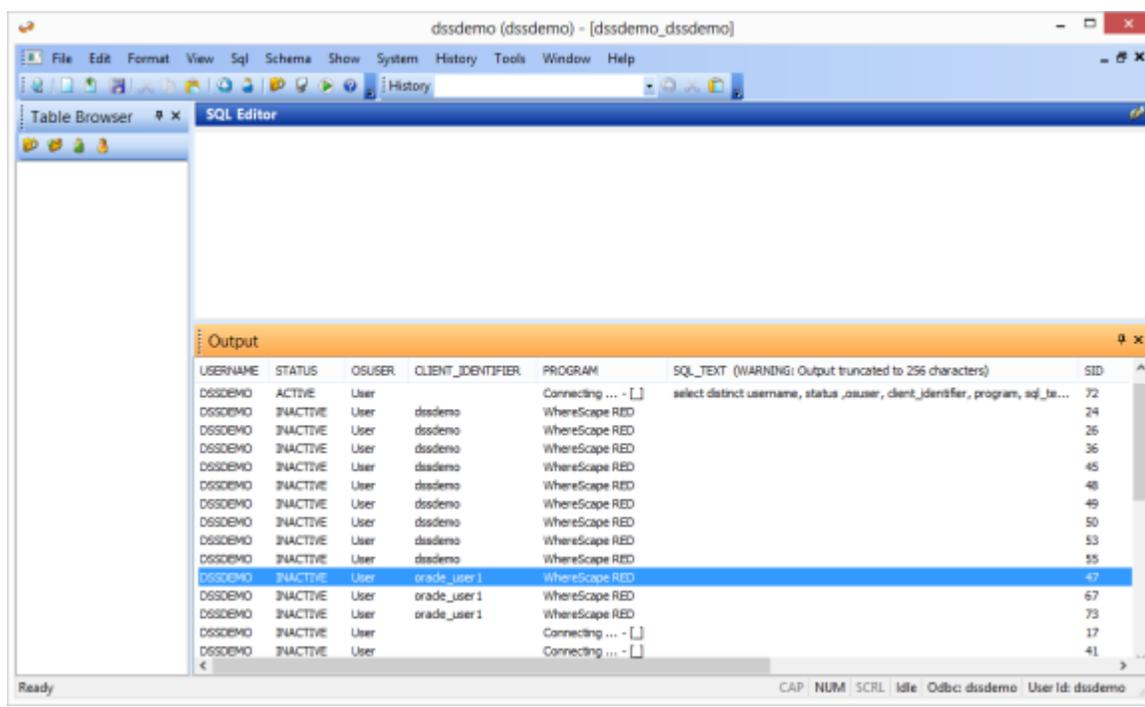 dssdemo (dssdemo) - [dssdemo_dssdemo]
File Edit Format View Sql Schema Show System History Tools Window Help
History
Table Browser
SQL Editor
Output
USERNAME STATUS OSUSER CLIENT_IDENTIFIER PROGRAM SQL_TEXT (WARNING: Output truncated to 256 characters) SID
DSSDEMO ACTIVE User Connecting ... - [_] select distinct username, status ,osuser, client_identifier, program, sql_te... 72
DSSDEMO INACTIVE User dssdemo WhereScape RED 24
DSSDEMO INACTIVE User dssdemo WhereScape RED 26
DSSDEMO INACTIVE User dssdemo WhereScape RED 36
DSSDEMO INACTIVE User dssdemo WhereScape RED 45
DSSDEMO INACTIVE User dssdemo WhereScape RED 48
DSSDEMO INACTIVE User dssdemo WhereScape RED 49
DSSDEMO INACTIVE User dssdemo WhereScape RED 50
DSSDEMO INACTIVE User dssdemo WhereScape RED 53
DSSDEMO INACTIVE User dssdemo WhereScape RED 55
DSSDEMO INACTIVE User oracle_user1 WhereScape RED 47
DSSDEMO INACTIVE User oracle_user1 WhereScape RED 67
DSSDEMO INACTIVE User oracle_user1 WhereScape RED 73
DSSDEMO INACTIVE User Connecting ... - [_] 17
DSSDEMO INACTIVE User Connecting ... - [_] 41
Ready CAP NUM SCRL Idle Odbc: dssdemo User Id: dssdemo